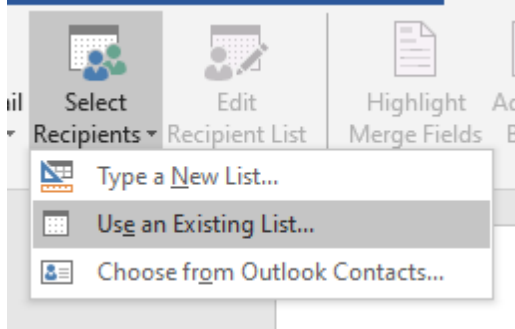 ail
Select
Recipients
Edit
Recipient List
Highlight
Merge Fields
Type a New List...
Use an Existing List...
Choose from Outlook Contacts...